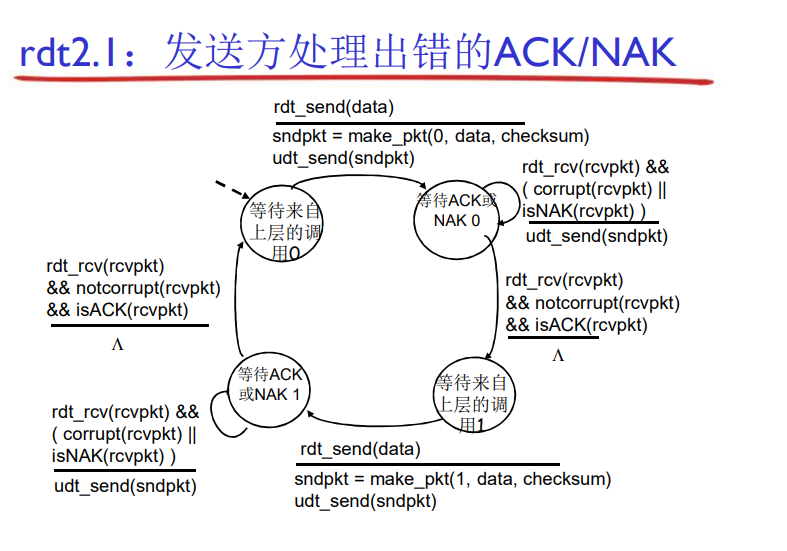 rdt2.1：发送方处理出错的ACK/NAK
rdt_send(data)
sndpkt = make_pkt(0, data, checksum)
udt_send(sndpkt)
等待来自
上层的调
用0
等待ACK或
NAK 0
rdt_rcv(rcvpkt) &&
( corrupt(rcvpkt) ||
isNAK(rcvpkt) )
udt_send(sndpkt)
rdt_rcv(rcvpkt)
&& notcorrupt(rcvpkt)
&& isACK(rcvpkt)
Λ
rdt_rcv(rcvpkt)
&& notcorrupt(rcvpkt)
&& isACK(rcvpkt)
Λ
等待ACK
或NAK 1
等待来自
上层的调
用1
rdt_rcv(rcvpkt) &&
( corrupt(rcvpkt) ||
isNAK(rcvpkt) )
udt_send(sndpkt)
rdt_send(data)
sndpkt = make_pkt(1, data, checksum)
udt_send(sndpkt)